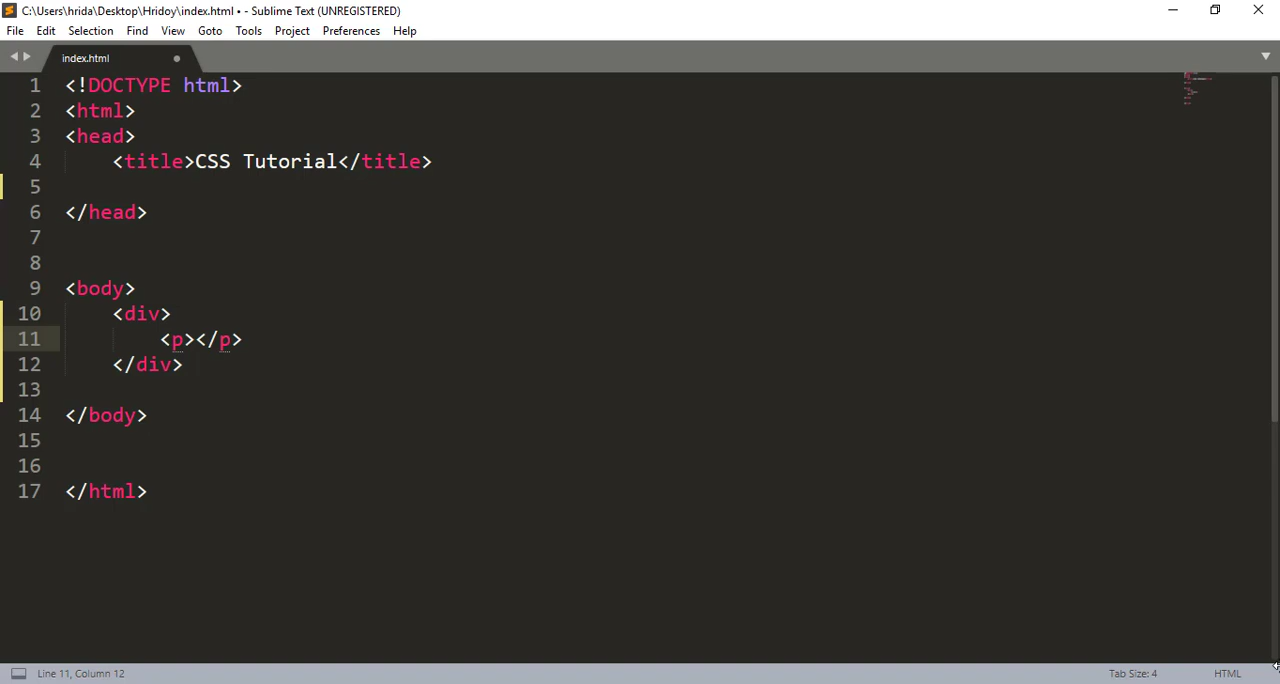 C:\Users\hrida\Desktop\Hridoy\index.html • - Sublime Text (UNREGISTERED)
File Edit Selection Find View Goto Tools Project Preferences Help
index.html
1 <!DOCTYPE html>
2 <html>
3 <head>
4 <title>CSS Tutorial</title>
5
6 </head>
7
8
9 <body>
10 <div>
11 <p></p>
12 </div>
13
14 </body>
15
16
17 </html>
Line 11, Column 12 Tab Size: 4 HTML